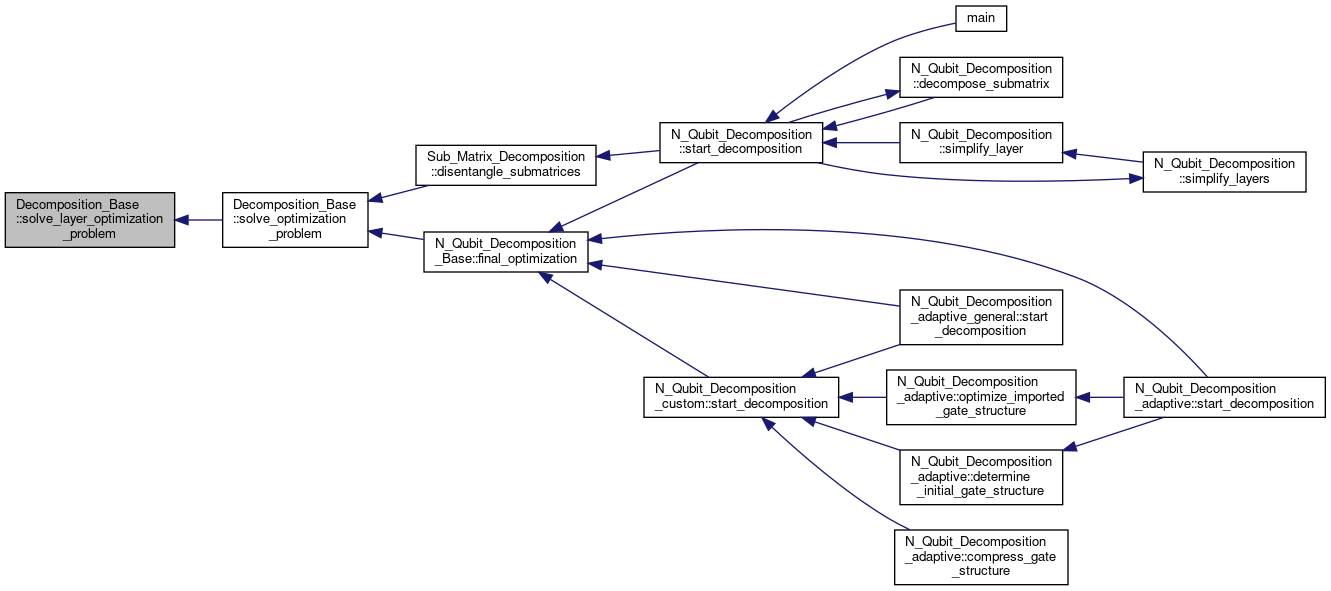 main
N_Qubit_Decomposition
::decompose_submatrix
N_Qubit_Decomposition
::start_decomposition
N_Qubit_Decomposition
::simplify_layer
Sub_Matrix_Decomposition
::disentangle_submatrices
N_Qubit_Decomposition
::simplify_layers
Decomposition_Base
::solve_layer_optimization
_problem
Decomposition_Base
::solve_optimization
_problem
N_Qubit_Decomposition
_Base::final_optimization
N_Qubit_Decomposition
_adaptive_general::start
_decomposition
N_Qubit_Decomposition
_custom::start_decomposition
N_Qubit_Decomposition
_adaptive::optimize_imported
_gate_structure
N_Qubit_Decomposition
_adaptive::start_decomposition
N_Qubit_Decomposition
_adaptive::determine
_initial_gate_structure
N_Qubit_Decomposition
_adaptive::compress_gate
_structure